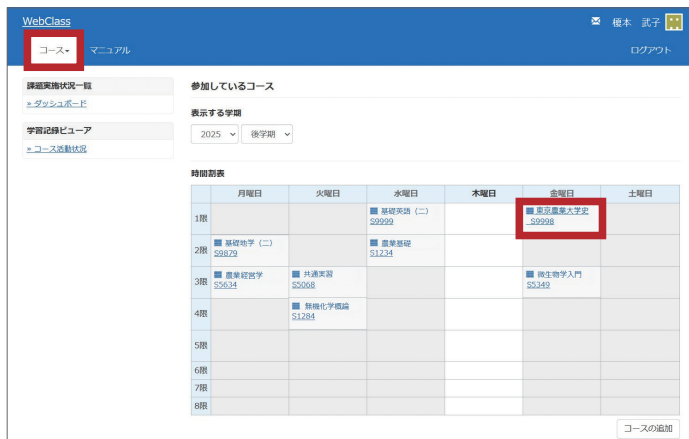 WebClass
榎本 武子
コース
マニュアル
ログアウト
課題実施状況一覧
» ダッシュボード
学習記録ビューア
» コース活動状況
参加しているコース
表示する学期
2025 後学期
時間割表
月曜日 火曜日 水曜日 木曜日 金曜日 土曜日
1限
基礎英語（二）
S9999
東京農業大学史
_S9998
2限
基礎地学（二）
S9879
農業基礎
S1234
3限
農業経営学
S5634
共通実習
S5068
微生物学入門
S5349
4限
無機化学概論
S1284
5限
6限
7限
8限
コースの追加